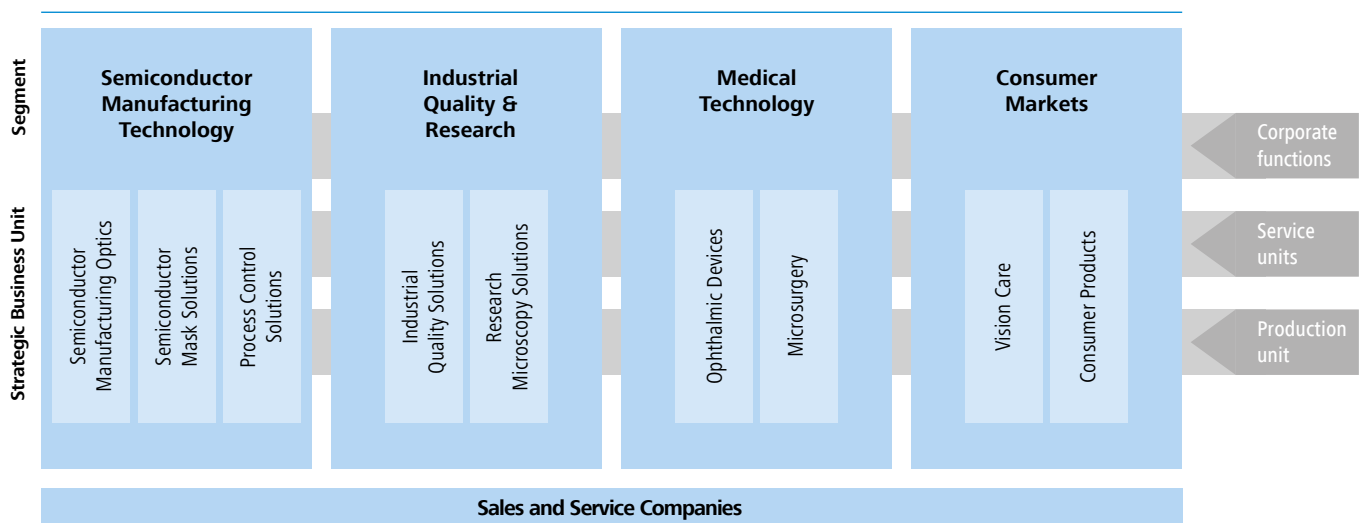 Segment
Semiconductor
Manufacturing
Technology
Industrial
Quality &
Research
Medical
Technology
Consumer
Markets
Corporate
functions
Strategic Business Unit
Semiconductor
Manufacturing Optics
Semiconductor
Mask Solutions
Process Control
Solutions
Industrial
Quality Solutions
Research
Microscopy Solutions
Ophthalmic Devices
Microsurgery
Vision Care
Consumer Products
Service
units
Production
unit
Sales and Service Companies